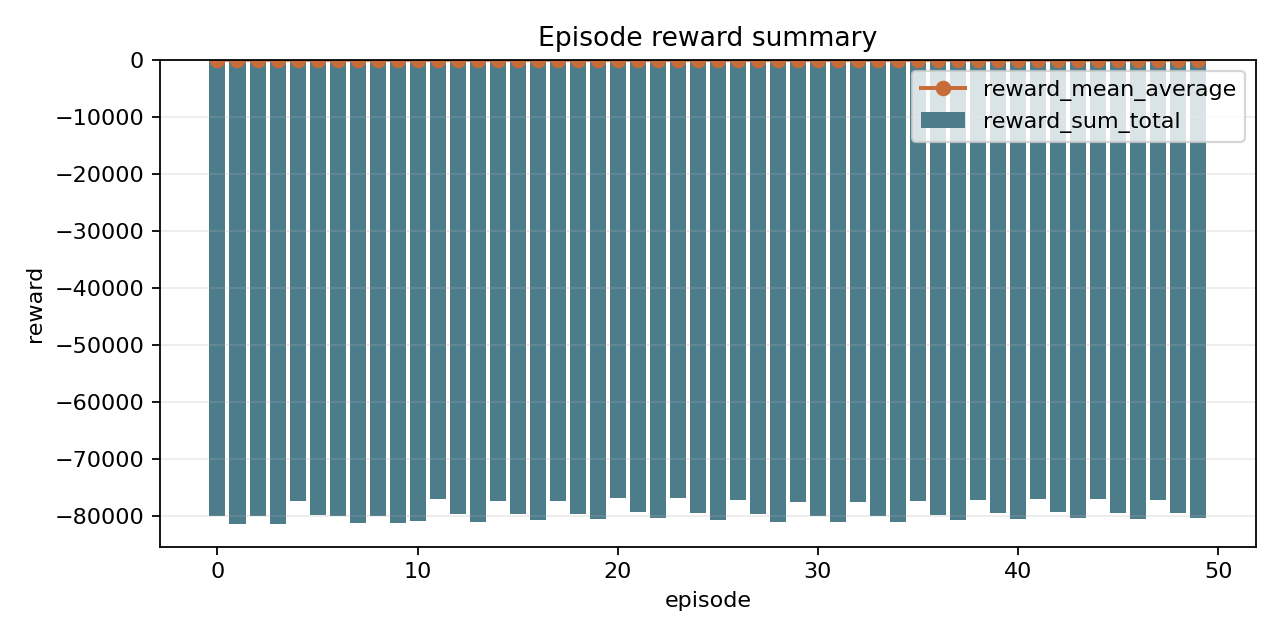 Episode reward summary
0
−10000
−20000
−30000
−40000
−50000
−60000
−70000
−80000
reward
reward_mean_average
reward_sum_total
0 10 20 30 40 50
episode